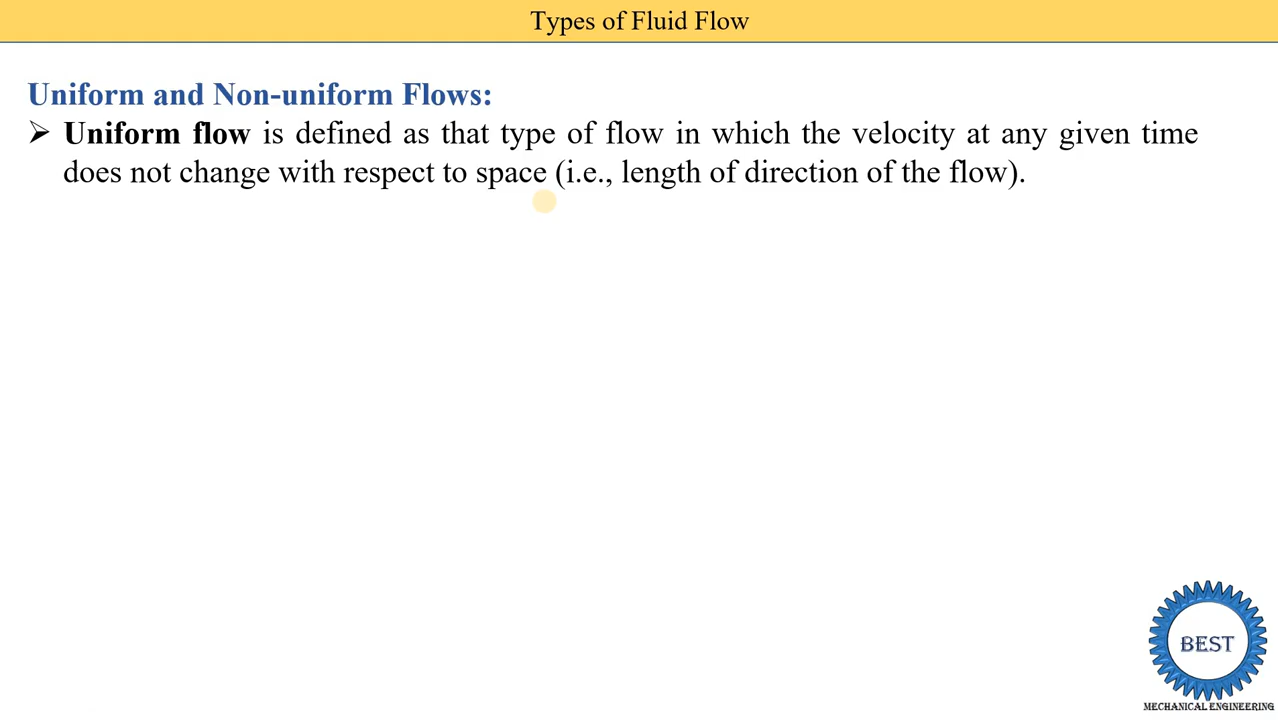 Types of Fluid Flow
Uniform and Non-uniform Flows:
➢ Uniform flow is defined as that type of flow in which the velocity at any given time
does not change with respect to space (i.e., length of direction of the flow).
BEST
MECHANICAL ENGINEERING